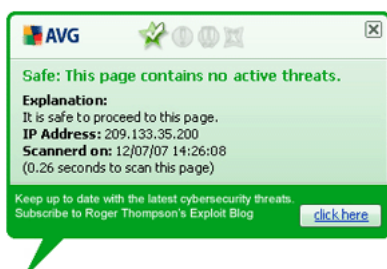 AVG
Safe: This page contains no active threats.
Explanation:
It is safe to proceed to this page.
IP Address: 209.133.35.200
Scannerd on: 12/07/07 14:26:08
(0.26 seconds to scan this page)
Keep up to date with the latest cybersecurity threats.
Subscribe to Roger Thompson's Exploit Blog
click here